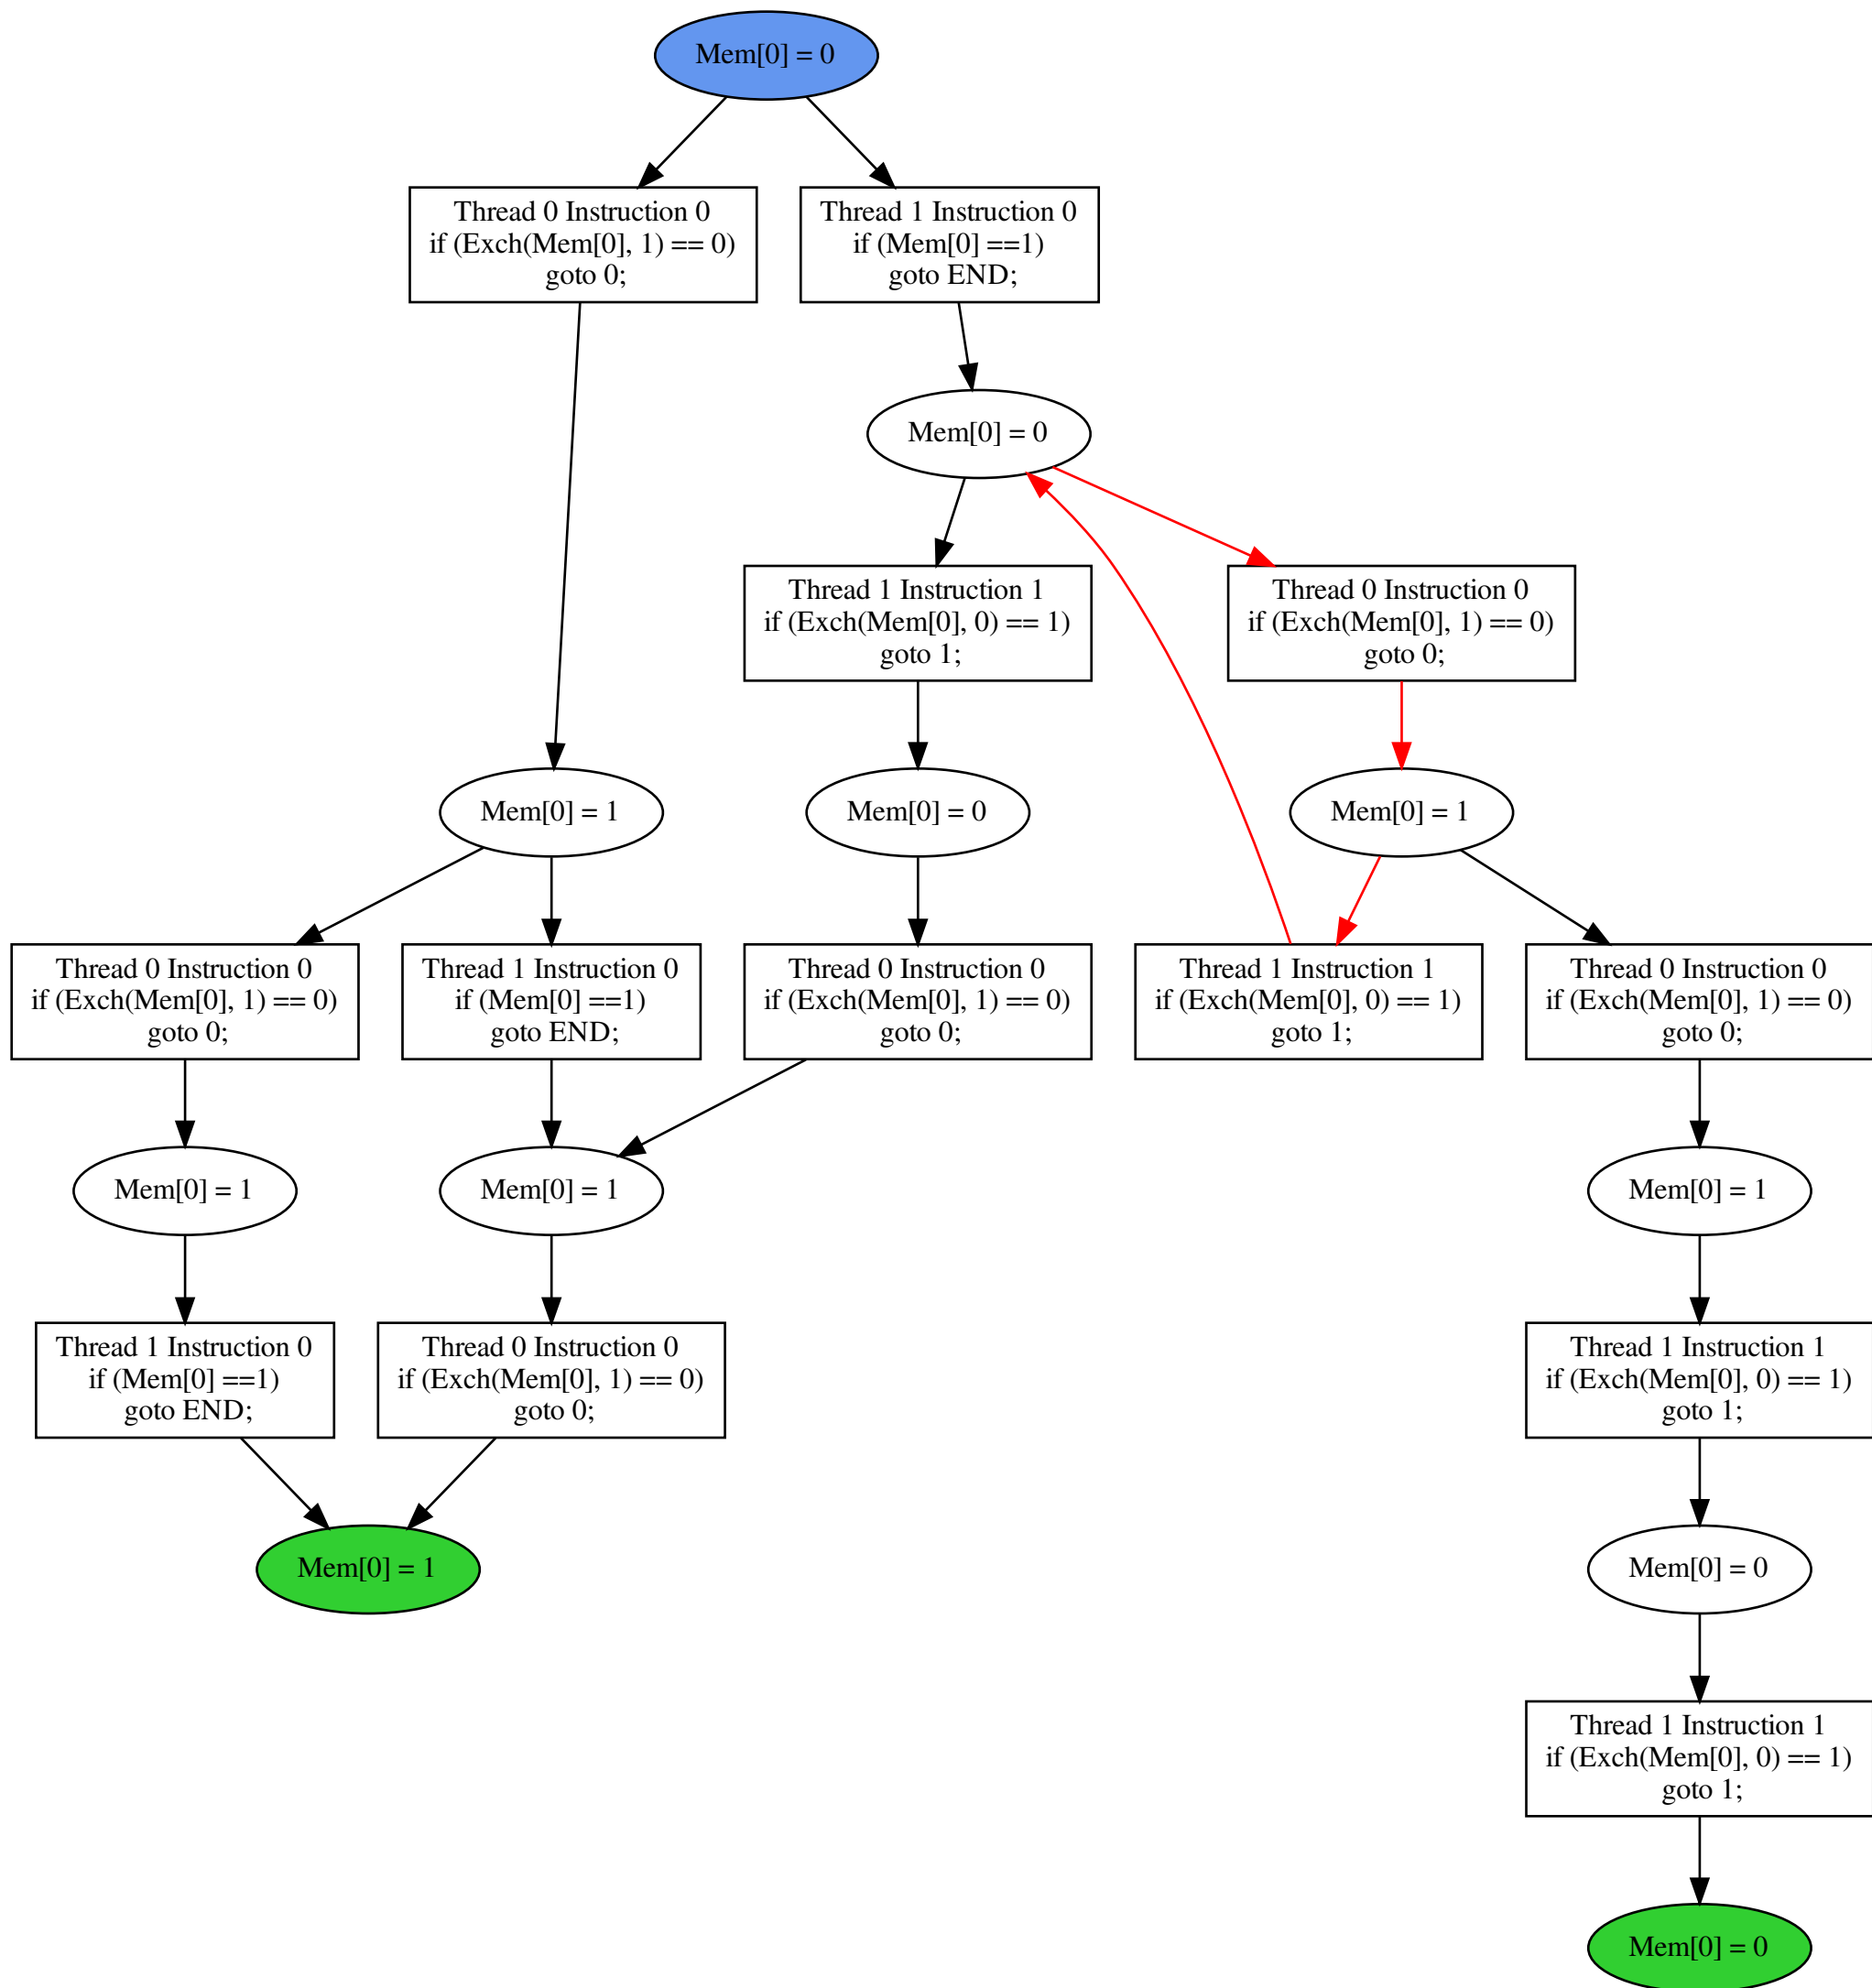 Mem[0] = 0
Thread 0 Instruction 0
if (Exch(Mem[0], 1) == 0)
goto 0;
Thread 1 Instruction 0
if (Mem[0] ==1)
goto END;
Mem[0] = 0
Thread 1 Instruction 1
if (Exch(Mem[0], 0) == 1)
goto 1;
Thread 0 Instruction 0
if (Exch(Mem[0], 1) == 0)
goto 0;
Mem[0] = 1
Mem[0] = 0
Mem[0] = 1
Thread 0 Instruction 0
if (Exch(Mem[0], 1) == 0)
goto 0;
Thread 1 Instruction 0
if (Mem[0] ==1)
goto END;
Thread 0 Instruction 0
if (Exch(Mem[0], 1) == 0)
goto 0;
Thread 1 Instruction 1
if (Exch(Mem[0], 0) == 1)
goto 1;
Thread 0 Instruction 0
if (Exch(Mem[0], 1) == 0)
goto 0;
Mem[0] = 1
Mem[0] = 1
Mem[0] = 1
Thread 1 Instruction 0
if (Mem[0] ==1)
goto END;
Thread 0 Instruction 0
if (Exch(Mem[0], 1) == 0)
goto 0;
Thread 1 Instruction 1
if (Exch(Mem[0], 0) == 1)
goto 1;
Mem[0] = 1
Mem[0] = 0
Thread 1 Instruction 1
if (Exch(Mem[0], 0) == 1)
goto 1;
Mem[0] = 0